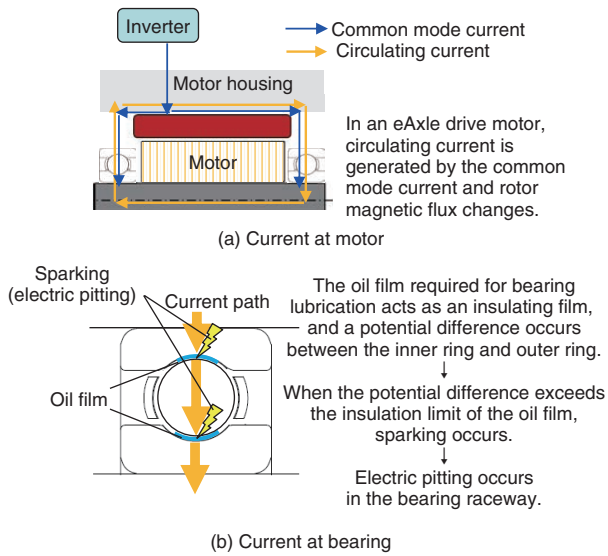 Inverter
Common mode current
Circulating current
Motor housing
Motor
In an eAxle drive motor,
circulating current is
generated by the common
mode current and rotor
magnetic flux changes.
(a) Current at motor
Sparking
(electric pitting)
Current path
Oil film
The oil film required for bearing
lubrication acts as an insulating film,
and a potential difference occurs
between the inner ring and outer ring.
↓
When the potential difference exceeds
the insulation limit of the oil film,
sparking occurs.
↓
Electric pitting occurs
in the bearing raceway.
(b) Current at bearing